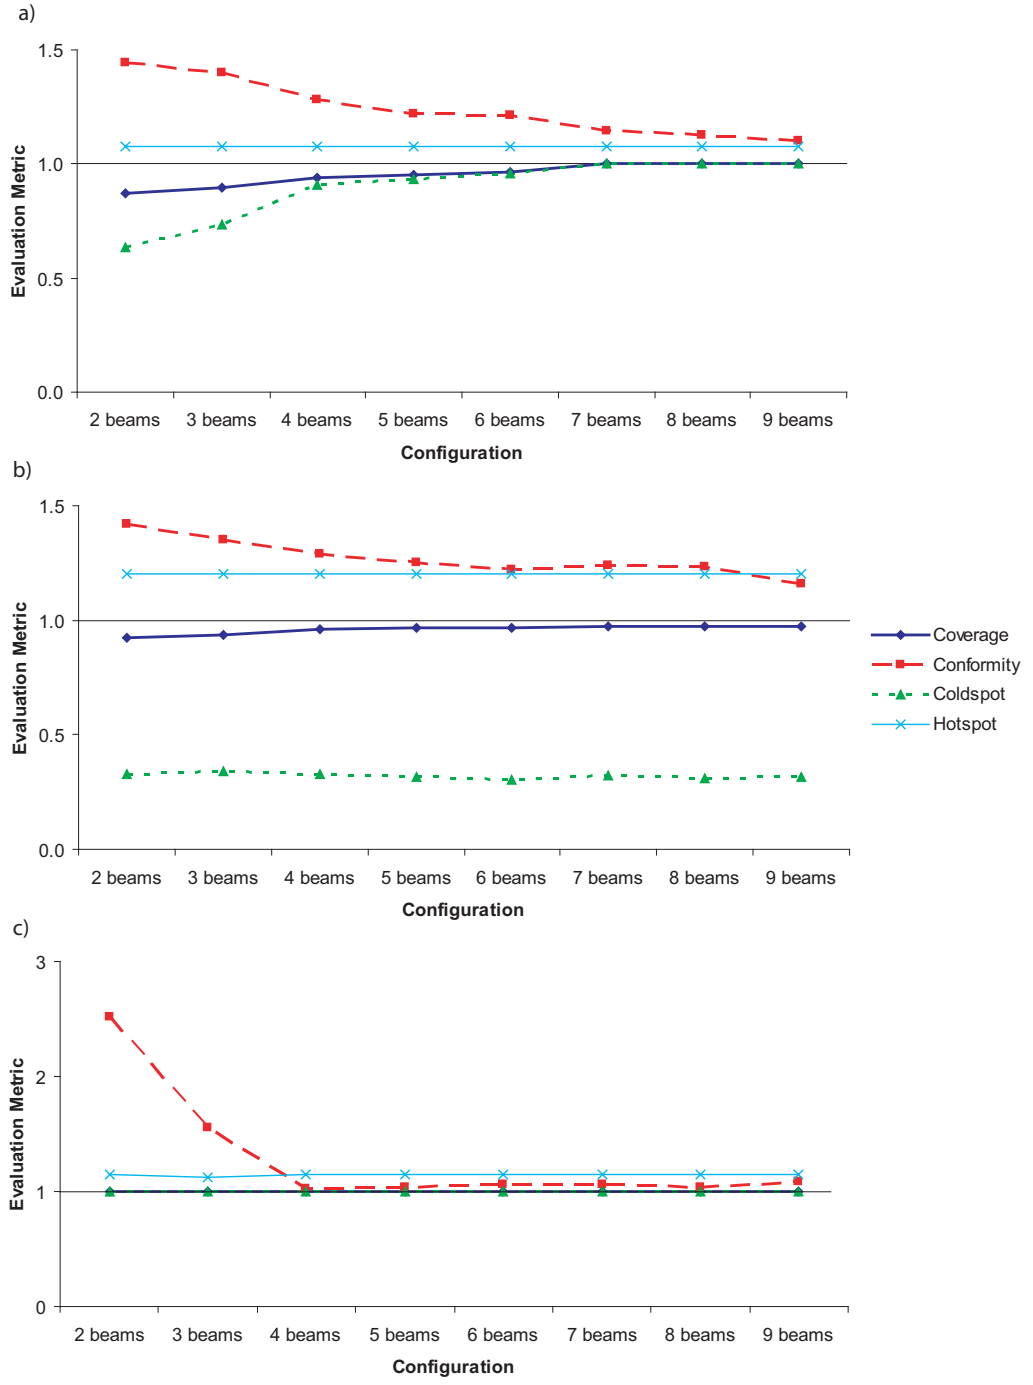 a)
1.5
1.0
0.5
0.0
Evaluation Metric
2 beams 3 beams 4 beams 5 beams 6 beams 7 beams 8 beams 9 beams
Configuration
b)
1.5
1.0
0.5
0.0
Evaluation Metric
2 beams 3 beams 4 beams 5 beams 6 beams 7 beams 8 beams 9 beams
Configuration
Coverage
Conformity
Coldspot
Hotspot
c)
3
2
1
0
Evaluation Metric
2 beams 3 beams 4 beams 5 beams 6 beams 7 beams 8 beams 9 beams
Configuration